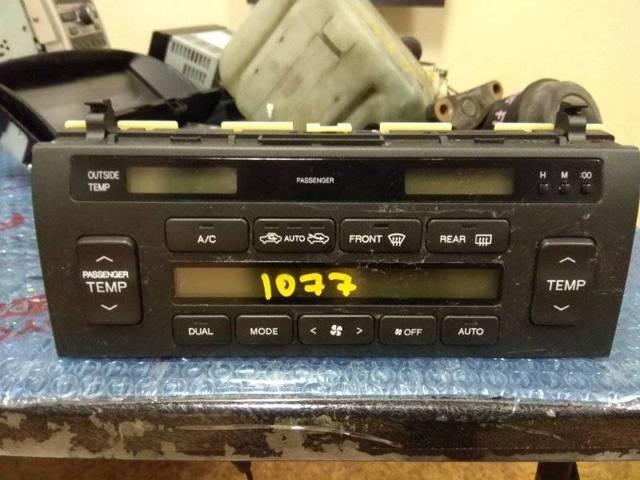 OUTSIDE TEMP
PASSENGER
H M :00
A/C
AUTO
FRONT
REAR
PASSENGER TEMP
1077
TEMP
DUAL
MODE
< >
OFF
AUTO